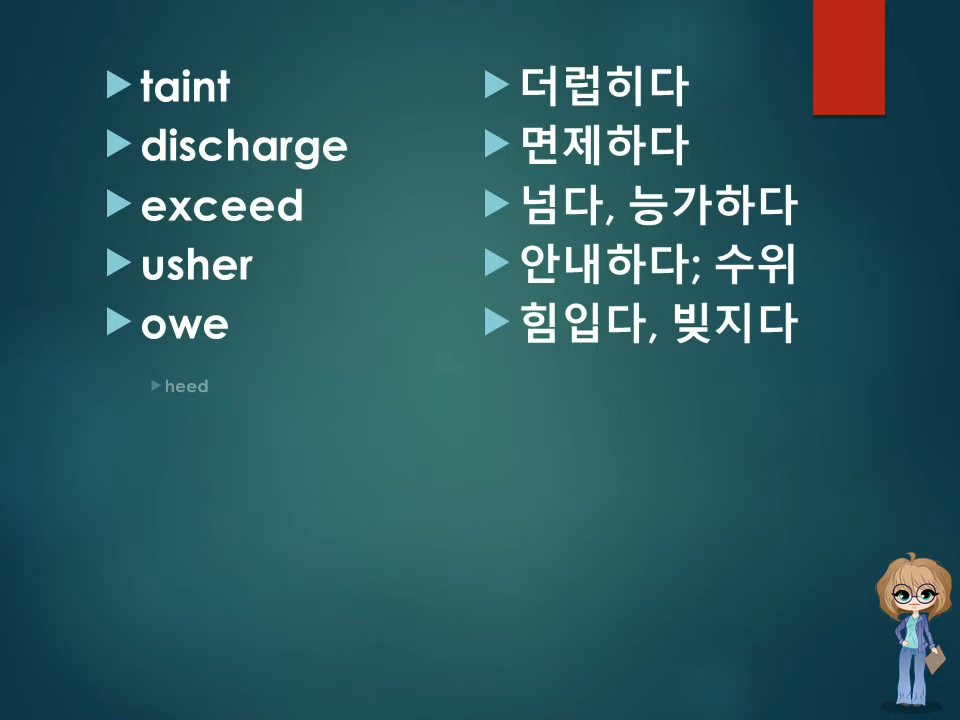 taint
discharge
exceed
usher
owe
heed
더럽히다
면제하다
넘다, 능가하다
안내하다; 수위
힘입다, 빚지다